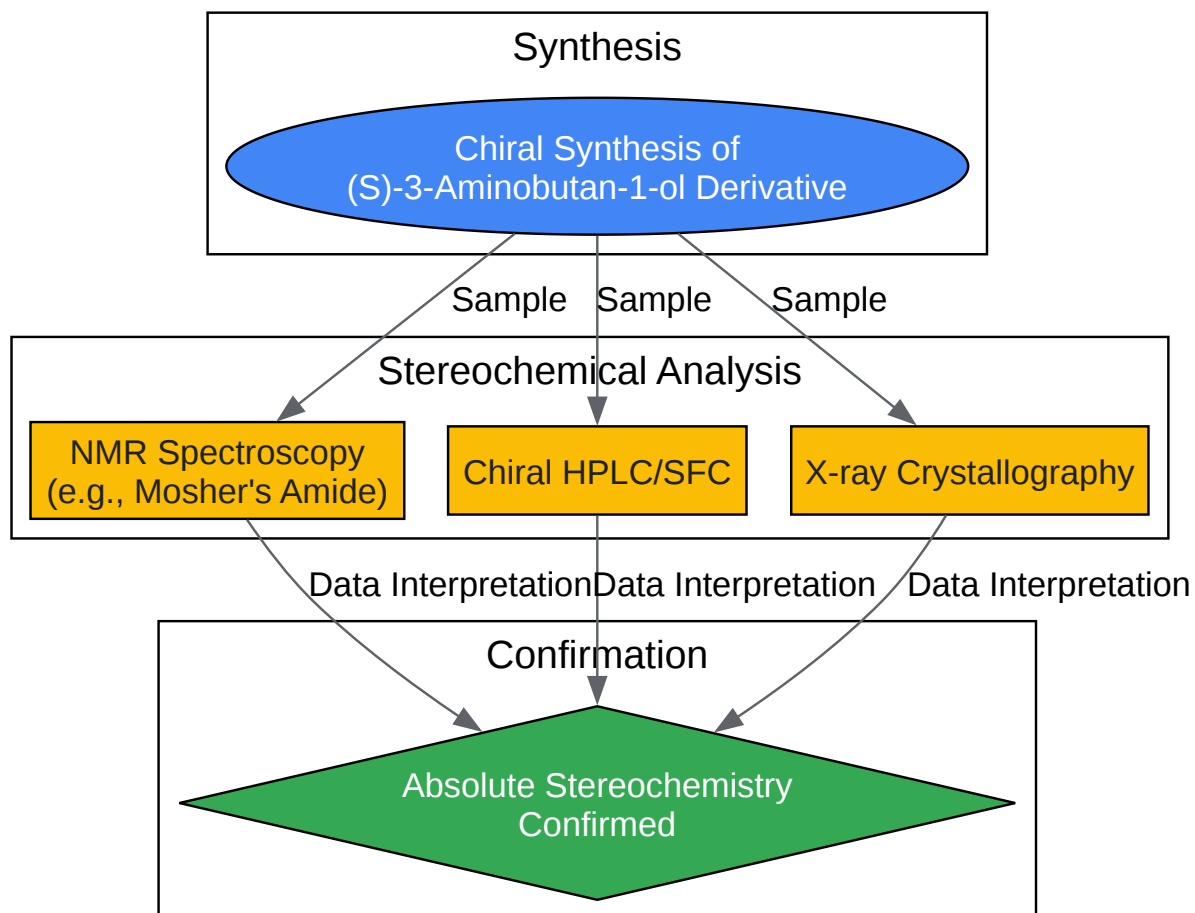 Synthesis
Chiral Synthesis of
(S)-3-Aminobutan-1-ol Derivative
Sample
Sample
Sample
Stereochemical Analysis
NMR Spectroscopy
(e.g., Mosher's Amide)
Chiral HPLC/SFC
X-ray Crystallography
Data Interpretation
Data Interpretation
Data Interpretation
Confirmation
Absolute Stereochemistry
Confirmed